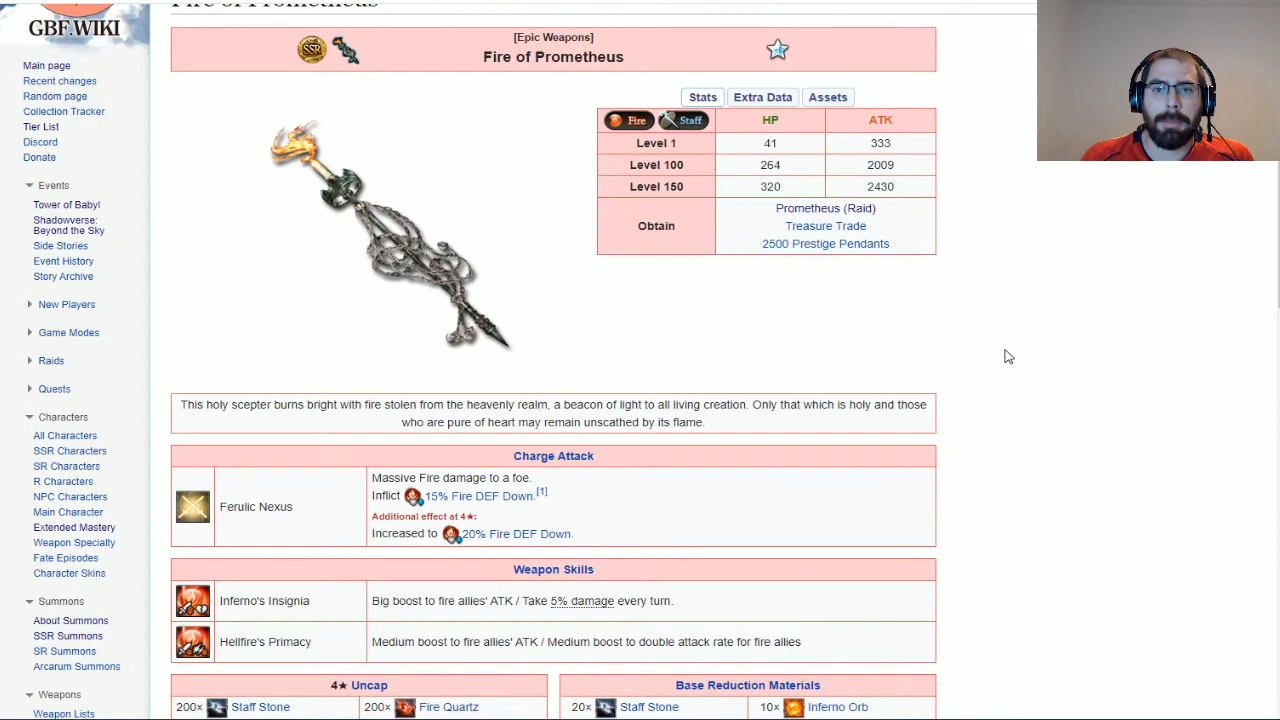 Fire of Prometheus
GBF.WIKI
Main page
Recent changes
Random page
Collection Tracker
Tier List
Discord
Donate
Events
Tower of Babyl
Shadowverse:
Beyond the Sky
Side Stories
Event History
Story Archive
New Players
Game Modes
Raids
Quests
Characters
All Characters
SSR Characters
SR Characters
R Characters
NPC Characters
Main Character
Extended Mastery
Weapon Specialty
Fate Episodes
Character Skins
Summons
About Summons
SSR Summons
SR Summons
Arcarum Summons
Weapons
Weapon Lists
SSR
[Epic Weapons]
Fire of Prometheus
Stats Extra Data Assets
Fire Staff HP ATK
Level 1 41 333
Level 100 264 2009
Level 150 320 2430
Obtain
Prometheus (Raid)
Treasure Trade
2500 Prestige Pendants
This holy scepter burns bright with fire stolen from the heavenly realm, a beacon of light to all living creation. Only that which is holy and those
who are pure of heart may remain unscathed by its flame.
Charge Attack
Ferulic Nexus
Massive Fire damage to a foe.
Inflict 15% Fire DEF Down.[1]
Additional effect at 4★:
Increased to 20% Fire DEF Down.
Weapon Skills
Inferno's Insignia Big boost to fire allies' ATK / Take 5% damage every turn.
Hellfire's Primacy Medium boost to fire allies' ATK / Medium boost to double attack rate for fire allies
4★ Uncap
200× Staff Stone 200× Fire Quartz
Base Reduction Materials
20× Staff Stone 10× Inferno Orb